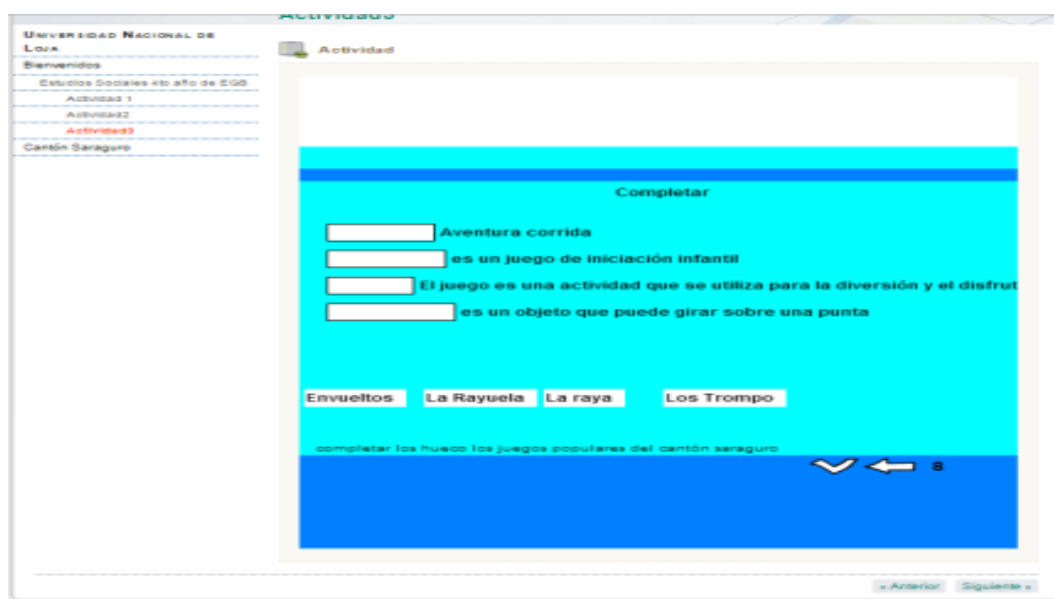 Actividad3
UNIVERSIDAD NACIONAL DE
LOJA
Bienvenidos
Estudios Sociales 4to año de EGB
Actividad 1
Actividad2
Actividad3
Cantón Saraguro
Actividad
Completar
Aventura corrida
es un juego de iniciación infantil
El juego es una actividad que se utiliza para la diversión y el disfrut
es un objeto que puede girar sobre una punta
Envueltos La Rayuela La raya Los Trompo
completar los hueco los juegos populares del cantón saraguro
8
« Anterior Siguiente »